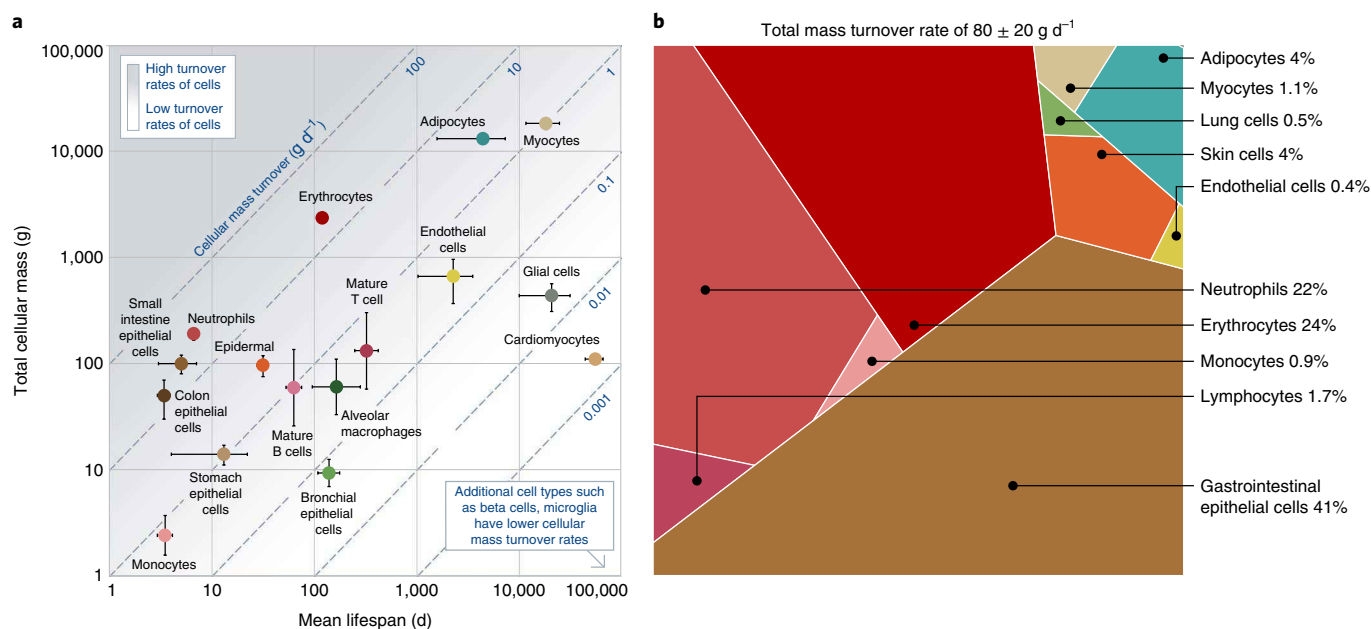 a
100,000
10,000
1,000
100
10
1
Total cellular mass (g)
1
10
100
1,000
10,000
100,000
Mean lifespan (d)
High turnover
rates of cells
Low turnover
rates of cells
Cellular mass turnover (g d⁻¹)
100
10
1
0.1
0.01
0.001
Adipocytes
Myocytes
Erythrocytes
Endothelial
cells
Glial cells
Mature
T cell
Small
intestine
epithelial
cells
Neutrophils
Epidermal
Cardiomyocytes
Colon
epithelial
cells
Mature
B cells
Alveolar
macrophages
Stomach
epithelial
cells
Bronchial
epithelial
cells
Monocytes
Additional cell types such
as beta cells, microglia
have lower cellular
mass turnover rates
b
Total mass turnover rate of 80 ± 20 g d⁻¹
Adipocytes 4%
Myocytes 1.1%
Lung cells 0.5%
Skin cells 4%
Endothelial cells 0.4%
Neutrophils 22%
Erythrocytes 24%
Monocytes 0.9%
Lymphocytes 1.7%
Gastrointestinal
epithelial cells 41%